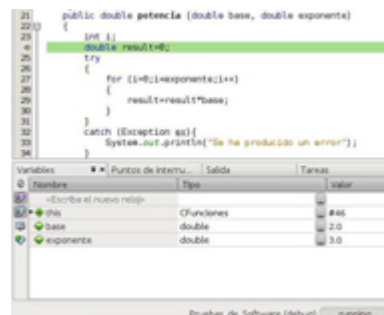 21 public double potencia (double base, double exponente)
22 {
23 int i;
double result=0;
25 try
26 {
27 for (i=0;i<exponente;i++)
28 {
29 result=result*base;
30 }
31 }
32 catch (Exception ex){
33 System.out.println("Se ha producido un error");
34 }
Variables Puntos de interru... Salida Tareas
Nombre Tipo Valor
<Escriba el nuevo reloj>
this CFunciones #46
base double 2.0
exponente double 3.0
Pruebas de Software (debug) running